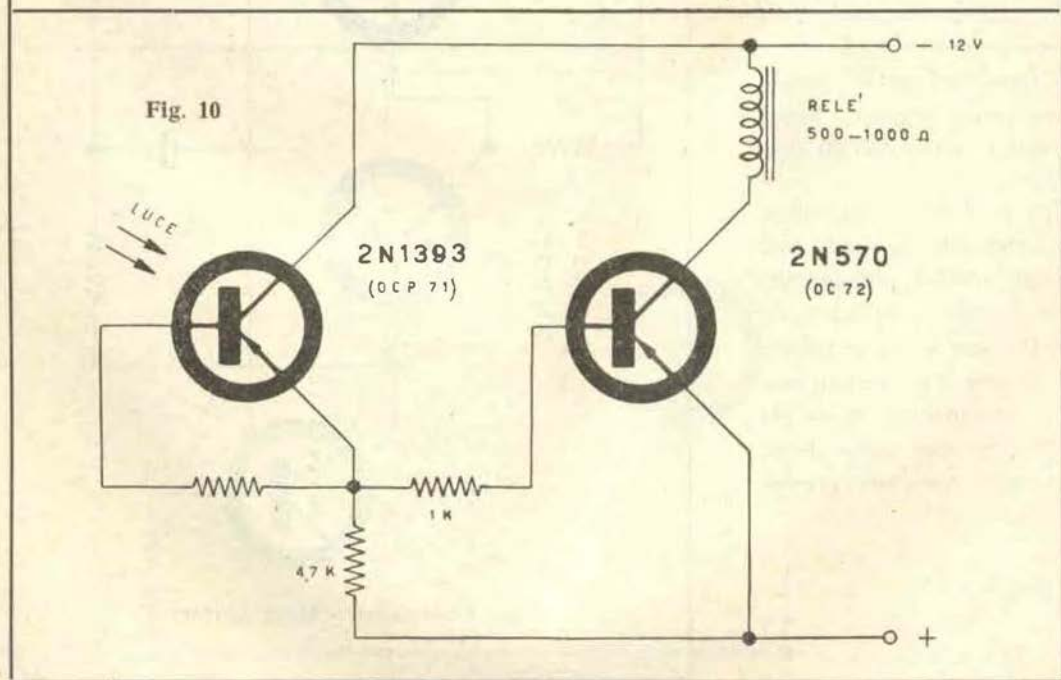 Fig. 10
- 12 V
RELE'
500-1000 Ω
LUCE
2N1393
(OCP 71)
2N570
(OC 72)
1 K
4,7 K
+